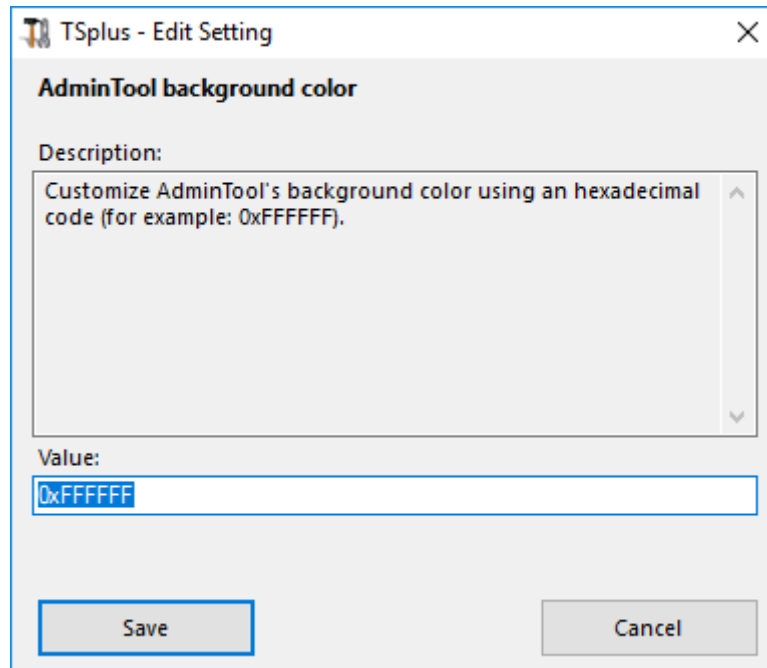 TSplus - Edit Setting
AdminTool background color
Description:
Customize AdminTool's background color using an hexadecimal
code (for example: 0xFFFFFF).
Value:
0xFFFFFF
Save
Cancel